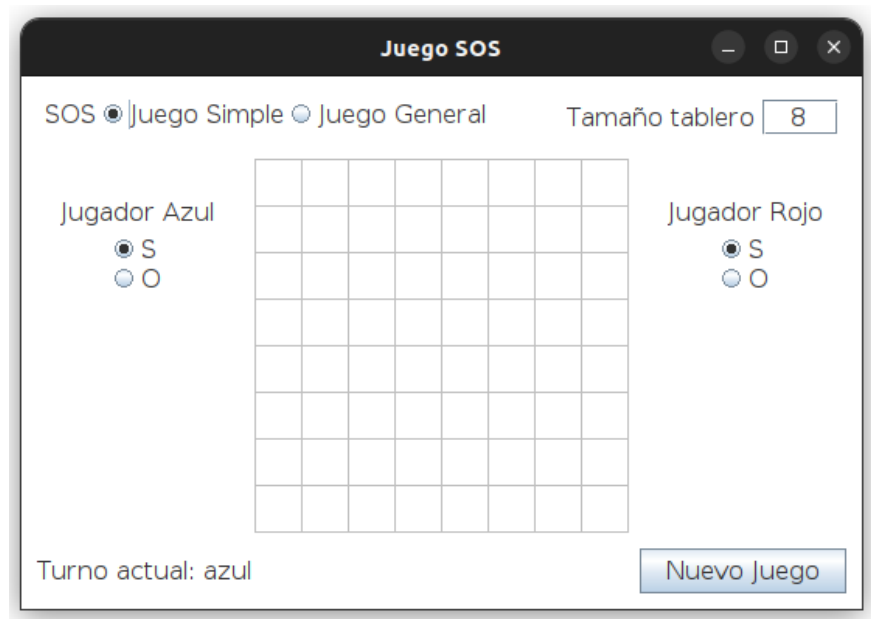 Juego SOS
SOS Juego Simple Juego General
Tamaño tablero 8
Jugador Azul
S
O
Jugador Rojo
S
O
Turno actual: azul
Nuevo Juego